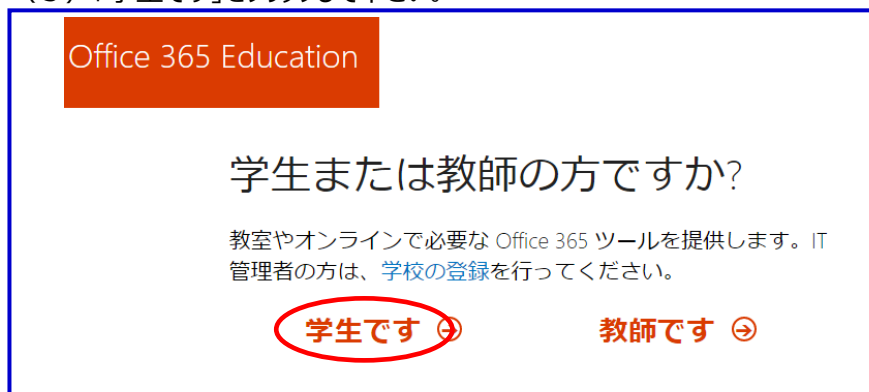 Office 365 Education
学生または教師の方ですか?
教室やオンラインで必要な Office 365 ツールを提供します。IT
管理者の方は、学校の登録を行ってください。
学生です
教師です